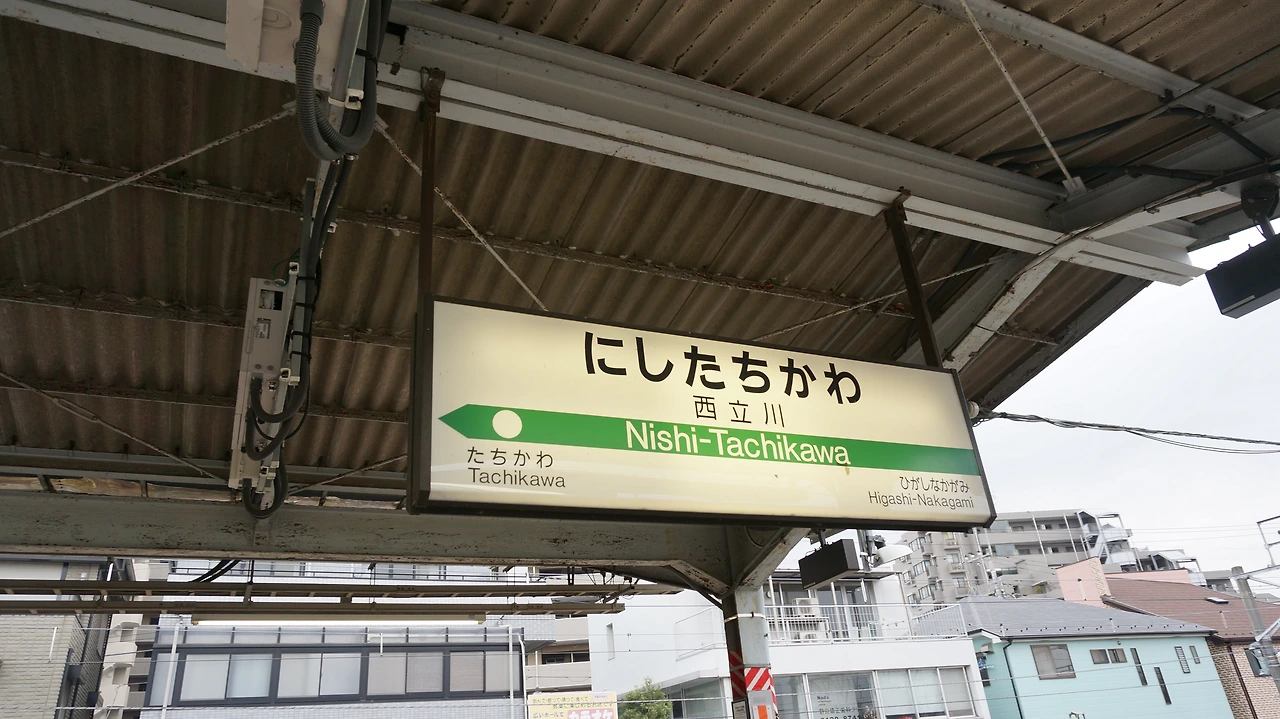 にしたちかわ
西立川
Nishi-Tachikawa
たちかわ
Tachikawa
ひがしなかがみ
Higashi-Nakagami